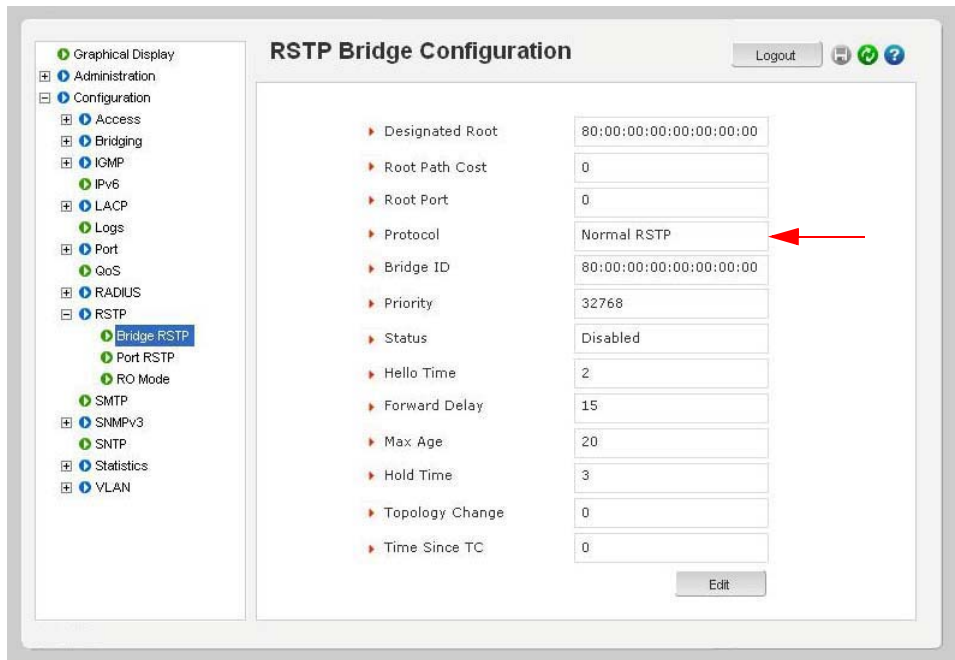 RSTP Bridge Configuration
Logout
Graphical Display
Administration
Configuration
Access
Bridging
IGMP
IPv6
LACP
Logs
Port
QoS
RADIUS
RSTP
Bridge RSTP
Port RSTP
RO Mode
SMTP
SNMPv3
SNTP
Statistics
VLAN
Designated Root 80:00:00:00:00:00:00:00
Root Path Cost 0
Root Port 0
Protocol Normal RSTP
Bridge ID 80:00:00:00:00:00:00:00
Priority 32768
Status Disabled
Hello Time 2
Forward Delay 15
Max Age 20
Hold Time 3
Topology Change 0
Time Since TC 0
Edit